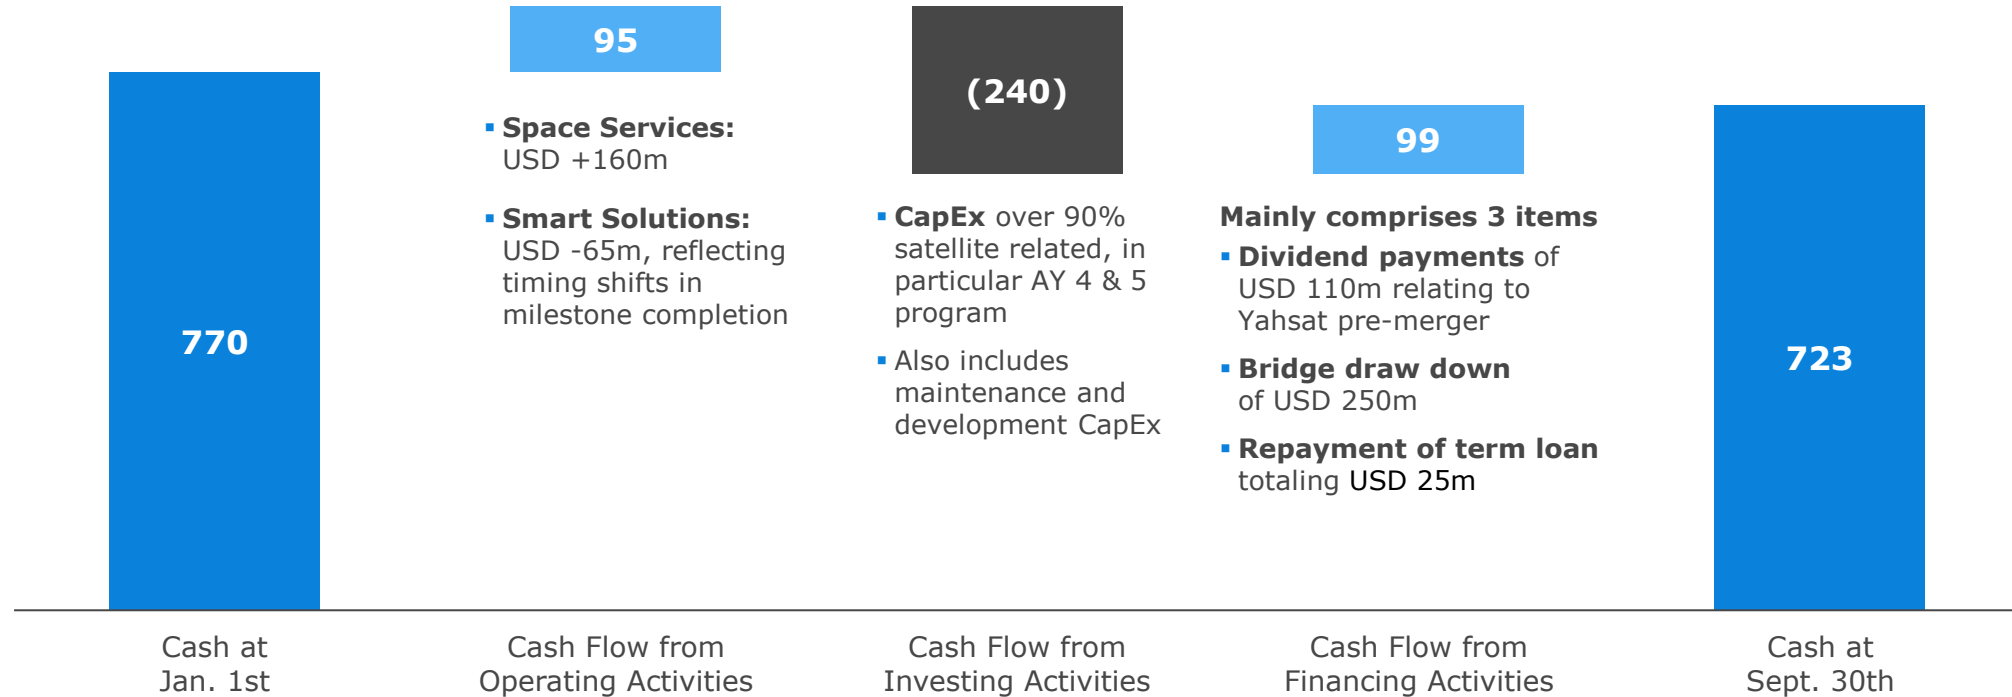 770
95
▪ Space Services:
USD +160m
▪ Smart Solutions:
USD -65m, reflecting
timing shifts in
milestone completion
(240)
▪ CapEx over 90%
satellite related, in
particular AY 4 & 5
program
▪ Also includes
maintenance and
development CapEx
99
Mainly comprises 3 items
▪ Dividend payments of
USD 110m relating to
Yahsat pre-merger
▪ Bridge draw down
of USD 250m
▪ Repayment of term loan
totaling USD 25m
723
Cash at
Jan. 1st
Cash Flow from
Operating Activities
Cash Flow from
Investing Activities
Cash Flow from
Financing Activities
Cash at
Sept. 30th